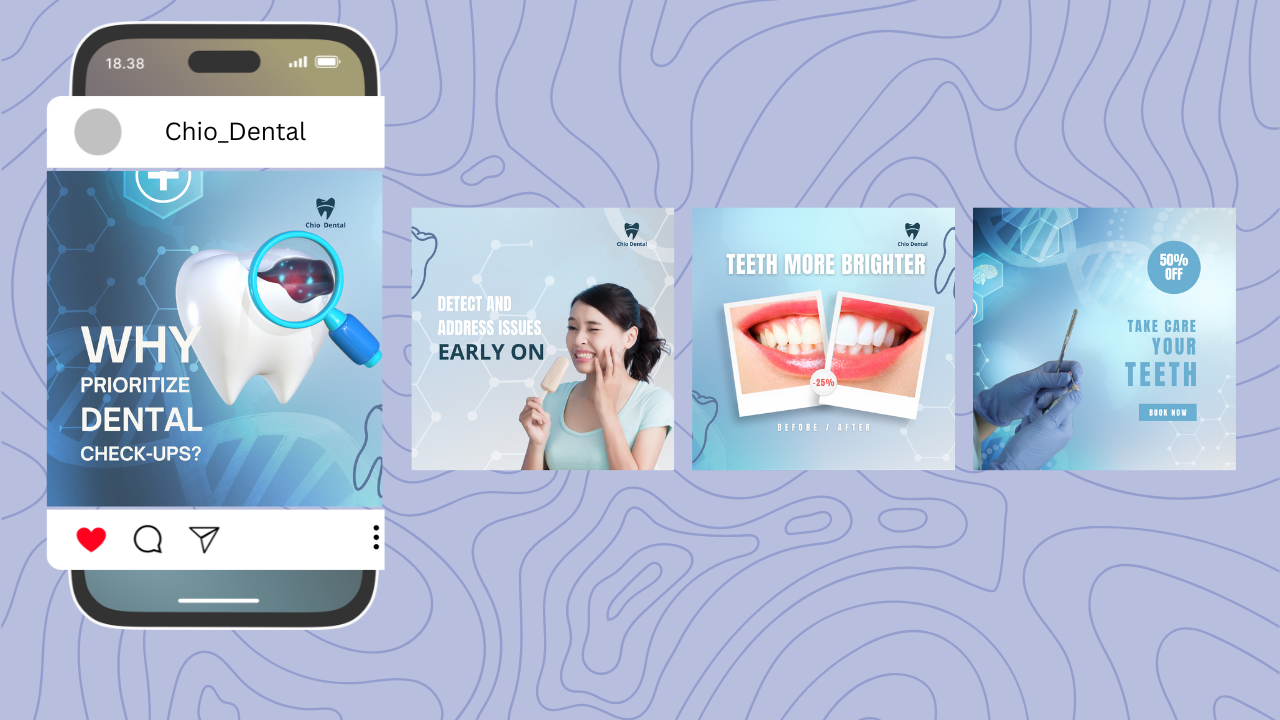 18.38
Chio_Dental
Chio Dental
WHY
PRIORITIZE
DENTAL
CHECK-UPS?
Chio Dental
DETECT AND
ADDRESS ISSUES
EARLY ON
Chio Dental
TEETH MORE BRIGHTER
-25%
BEFORE / AFTER
50%
OFF
TAKE CARE
YOUR
TEETH
BOOK NOW